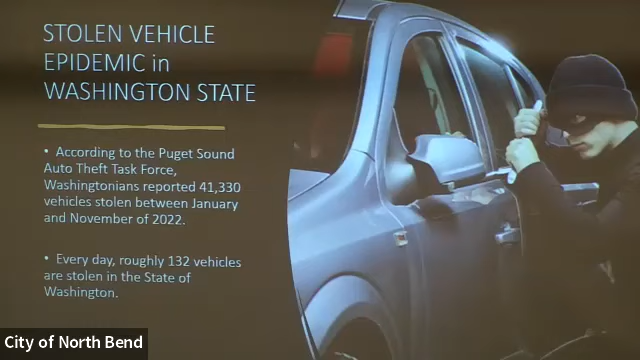 STOLEN VEHICLE
EPIDEMIC in
WASHINGTON STATE
• According to the Puget Sound
Auto Theft Task Force,
Washingtonians reported 41,330
vehicles stolen between January
and November of 2022.
• Every day, roughly 132 vehicles
are stolen in the State of
Washington.
City of North Bend